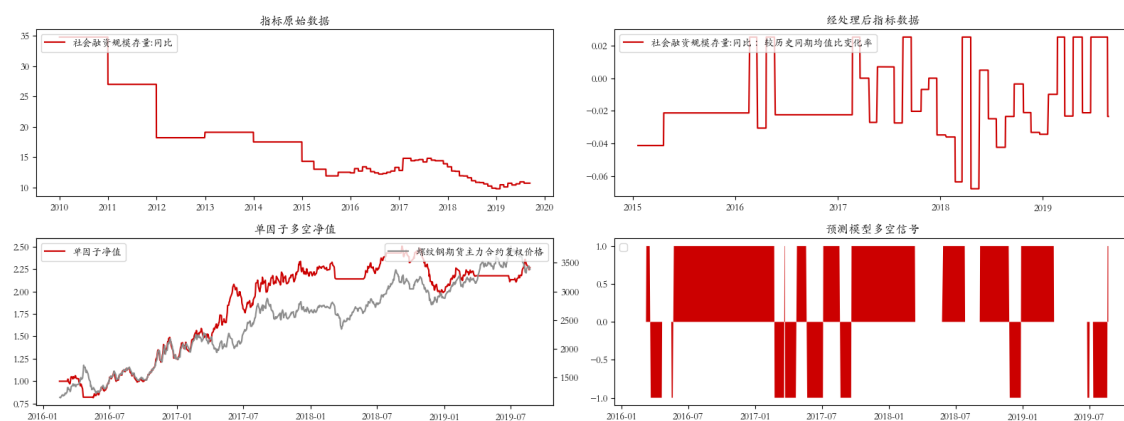 指标原始数据
社会融资规模存量:同比
35
30
25
20
15
10
2010 2011 2012 2013 2014 2015 2016 2017 2018 2019 2020
经处理后指标数据
社会融资规模存量:同比：较历史同期均值比变化率
0.02
0.00
-0.02
-0.04
-0.06
2015 2016 2017 2018 2019
单因子多空净值
单因子净值
螺纹钢期货主力合约复权价格
2.50
2.25
2.00
1.75
1.50
1.25
1.00
0.75
3500
3000
2500
2000
1500
2016-01 2016-07 2017-01 2017-07 2018-01 2018-07 2019-01 2019-07
预测模型多空信号
1.0
0.5
0.0
-0.5
-1.0
2016-01 2016-07 2017-01 2017-07 2018-01 2018-07 2019-01 2019-07